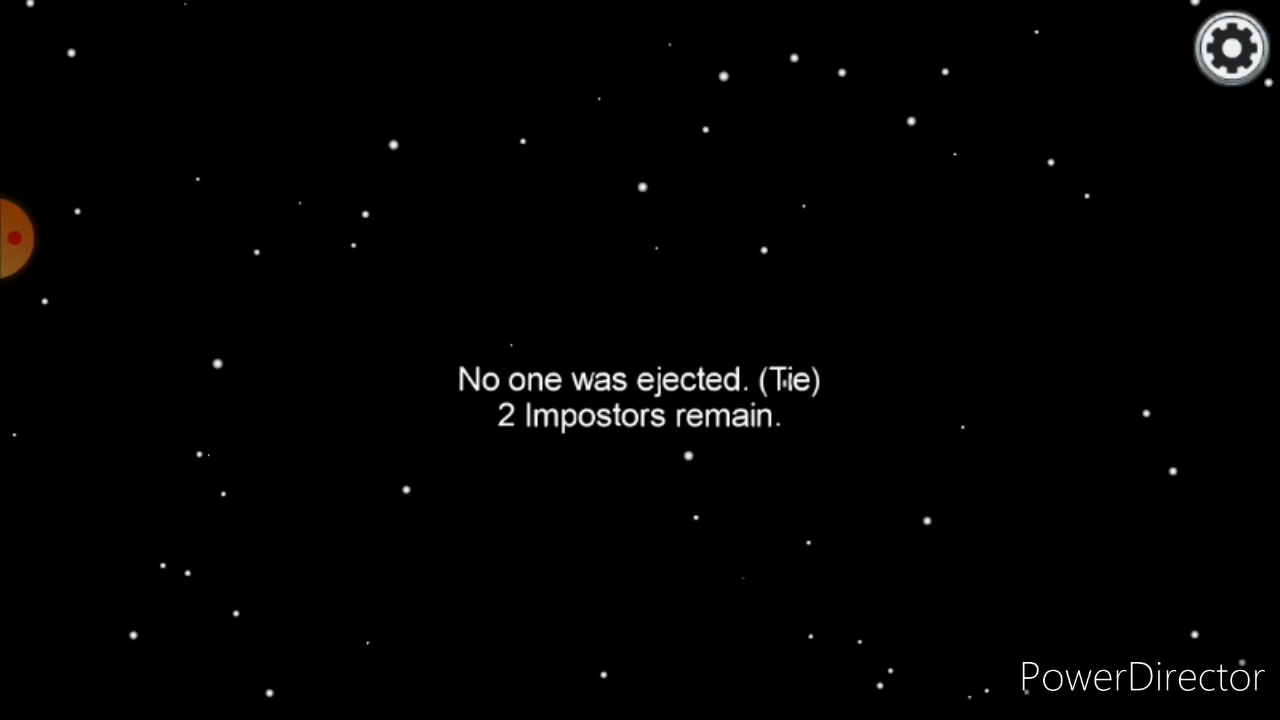 No one was ejected. (Tie)
2 Impostors remain.
PowerDirector